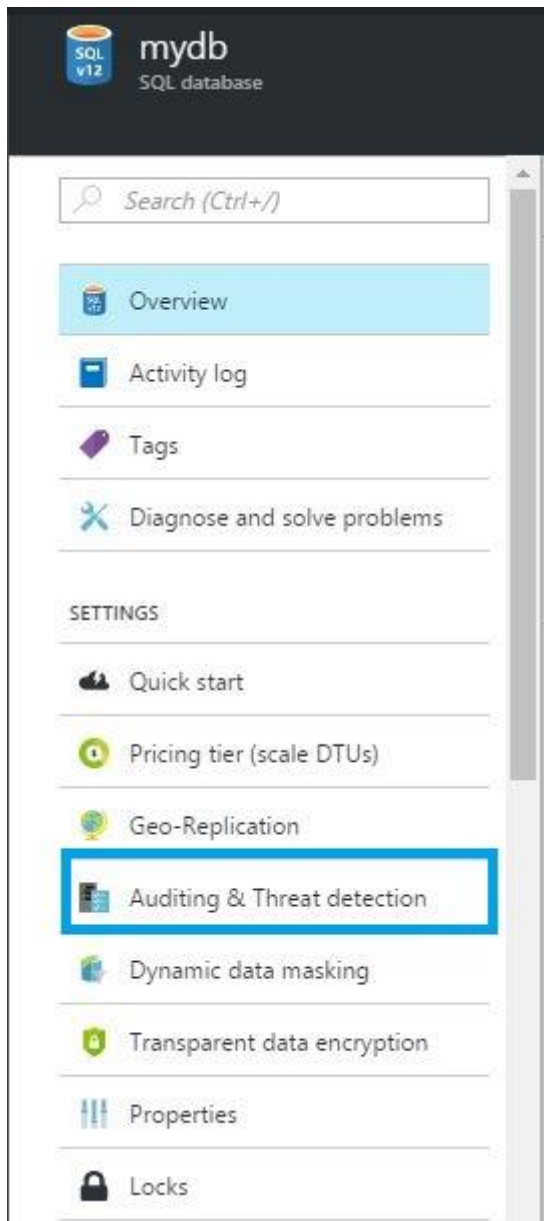 SQL
v12
mydb
SQL database
Search (Ctrl+/)
Overview
Activity log
Tags
Diagnose and solve problems
SETTINGS
Quick start
Pricing tier (scale DTUs)
Geo-Replication
Auditing & Threat detection
Dynamic data masking
Transparent data encryption
Properties
Locks